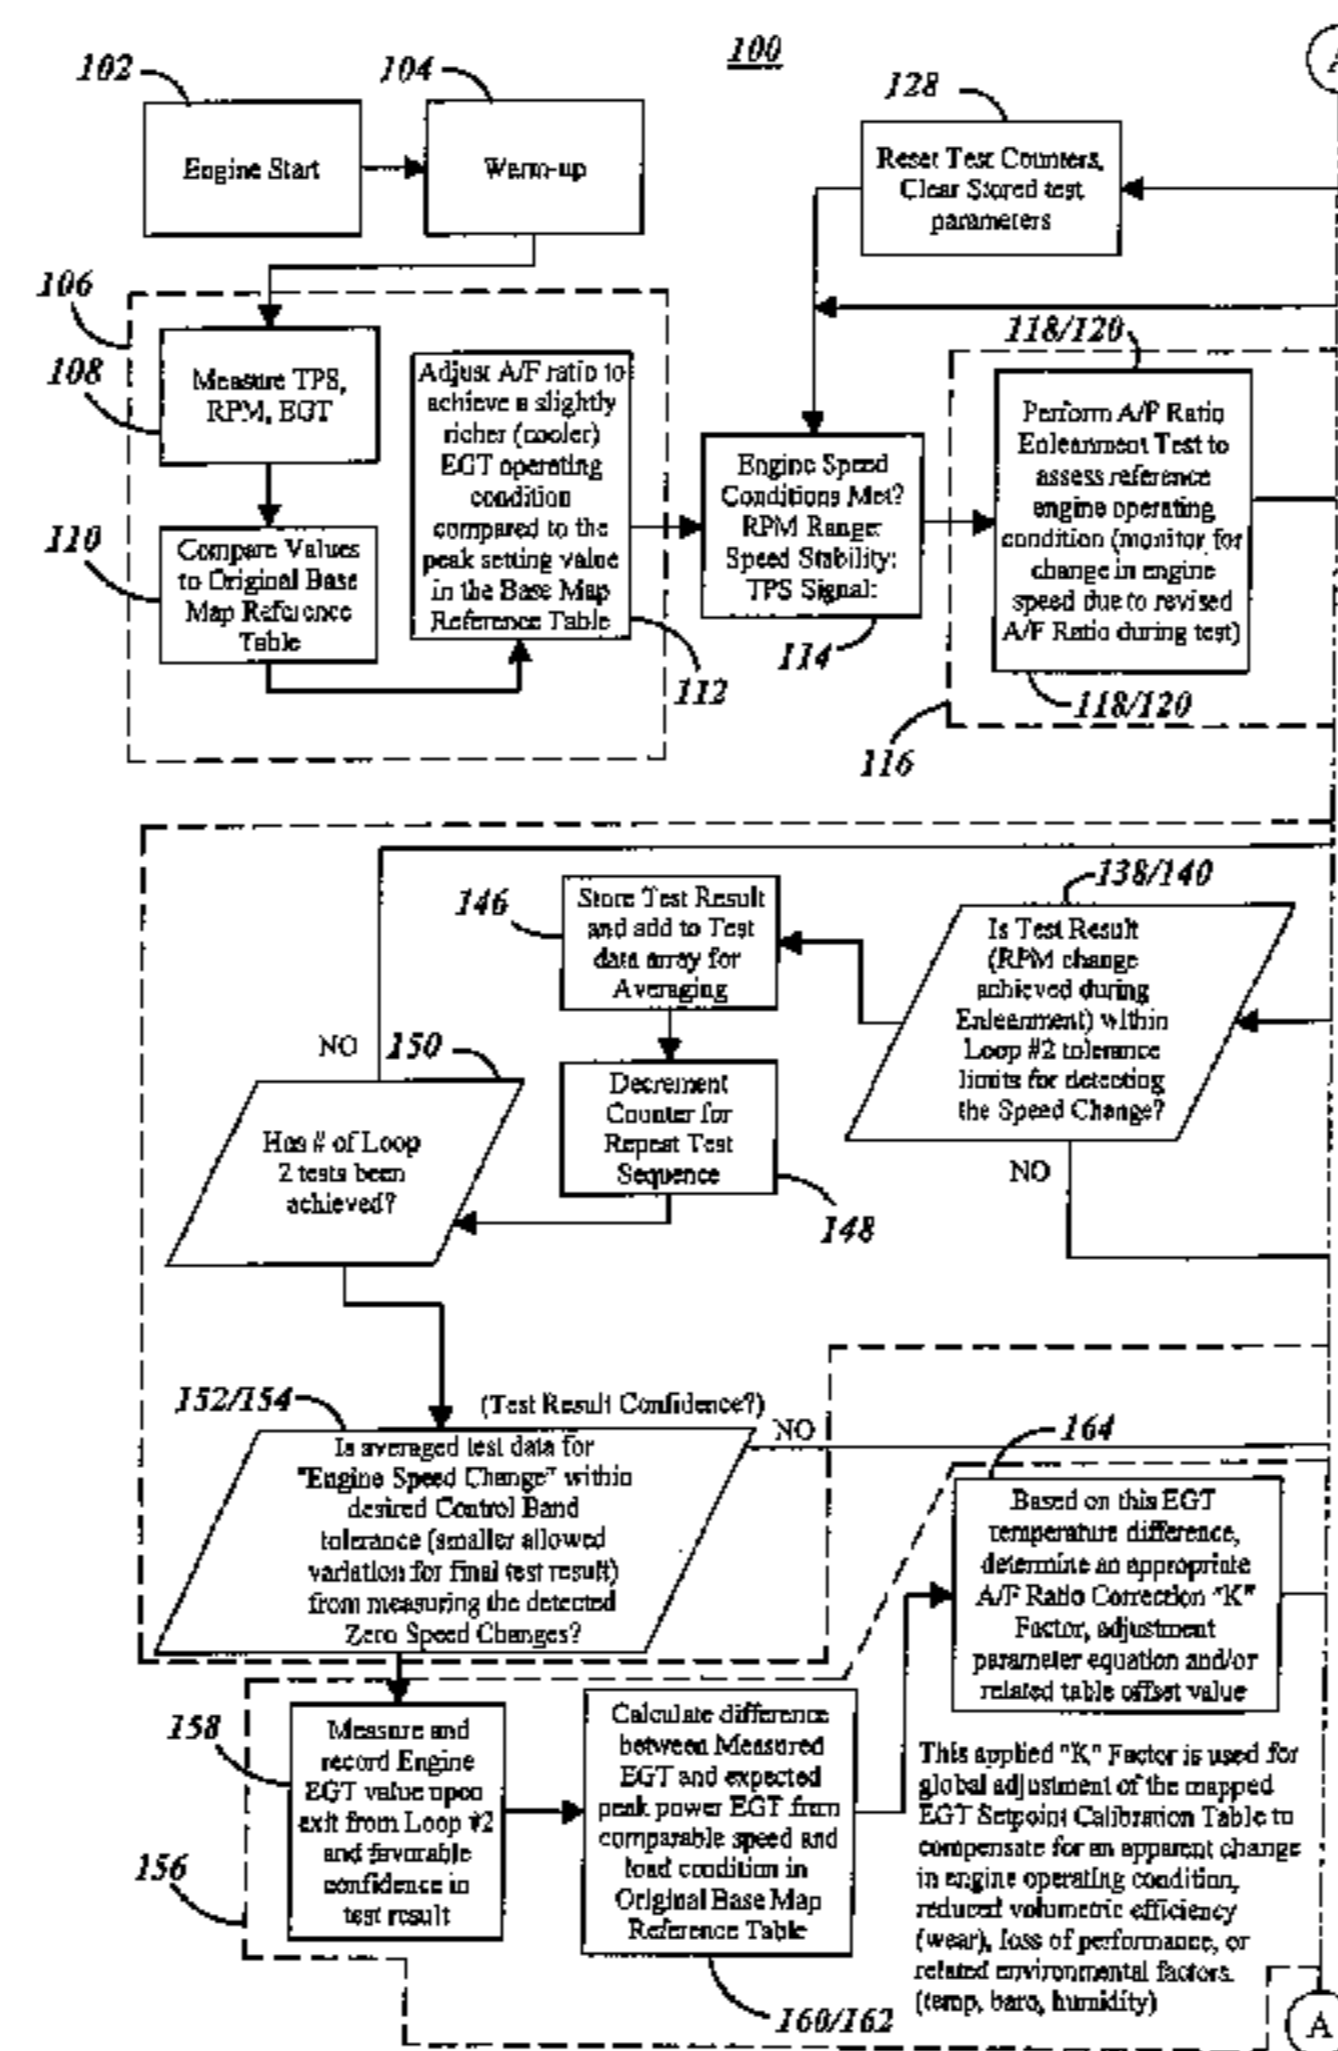 100
102
Engine Start
104
Warm-up
128
Reset Test Counters,
Clear Stored test
parameters
A
106
108
Measure TPS,
RPM, EGT
110
Compare Values
to Original Base
Map Reference
Table
Adjust A/F ratio to
achieve a slightly
richer (cooler)
EGT operating
condition
compared to the
peak setting value
in the Base Map
Reference Table
112
Engine Speed
Conditions Met?
RPM Range:
Speed Stability:
TPS Signal:
114
118/120
Perform A/F Ratio
Enleanment Test to
assess reference
engine operating
condition (monitor for
change in engine
speed due to revised
A/F Ratio during test)
118/120
116
138/140
Is Test Result
(RPM change
achieved during
Enleanment) within
Loop #2 tolerance
limits for detecting
the Speed Change?
NO
146
Store Test Result
and add to Test
data array for
Averaging
Decrement
Counter for
Repeat Test
Sequence
148
NO
150
Has # of Loop
2 tests been
achieved?
152/154
(Test Result Confidence?)
NO
Is averaged test data for
"Engine Speed Change" within
desired Control Band
tolerance (smaller allowed
variation for final test result)
from measuring the detected
Zero Speed Changes?
156
158
Measure and
record Engine
EGT value upon
exit from Loop #2
and favorable
confidence in
test result
Calculate difference
between Measured
EGT and expected
peak power EGT from
comparable speed and
load condition in
Original Base Map
Reference Table
160/162
164
Based on this EGT
temperature difference,
determine an appropriate
A/F Ratio Correction "K"
Factor, adjustment
parameter equation and/or
related table offset value
This applied "K" Factor is used for
global adjustment of the mapped
EGT Setpoint Calibration Table to
compensate for an apparent change
in engine operating condition,
reduced volumetric efficiency
(wear), loss of performance, or
related environmental factors.
(temp, baro, humidity)
A